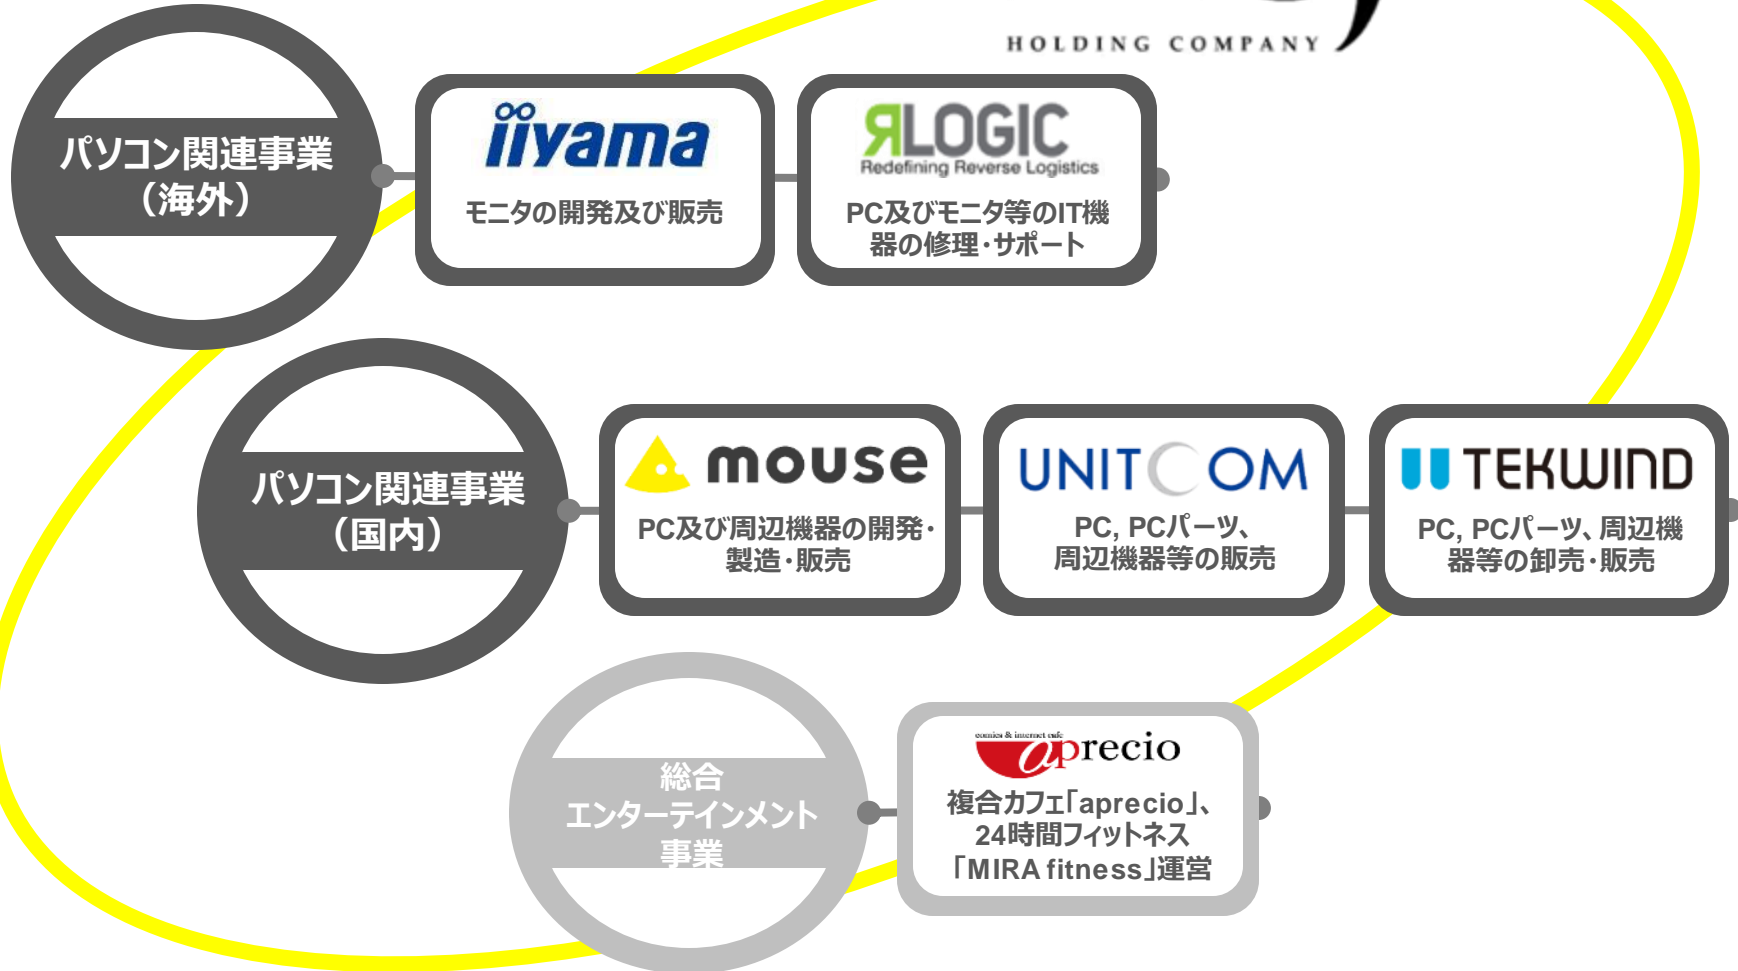 HOLDING COMPANY
パソコン関連事業
（海外）
iiyama
モニタの開発及び販売
RLOGIC
Redefining Reverse Logistics
PC及びモニタ等のIT機
器の修理・サポート
パソコン関連事業
（国内）
mouse
PC及び周辺機器の開発・
製造・販売
UNITCOM
PC, PCパーツ、
周辺機器等の販売
TEKWIND
PC, PCパーツ、周辺機
器等の卸売・販売
総合
エンターテインメント
事業
comics & internet cafe
aprecio
複合カフェ「aprecio」、
24時間フィットネス
「MIRA fitness」運営